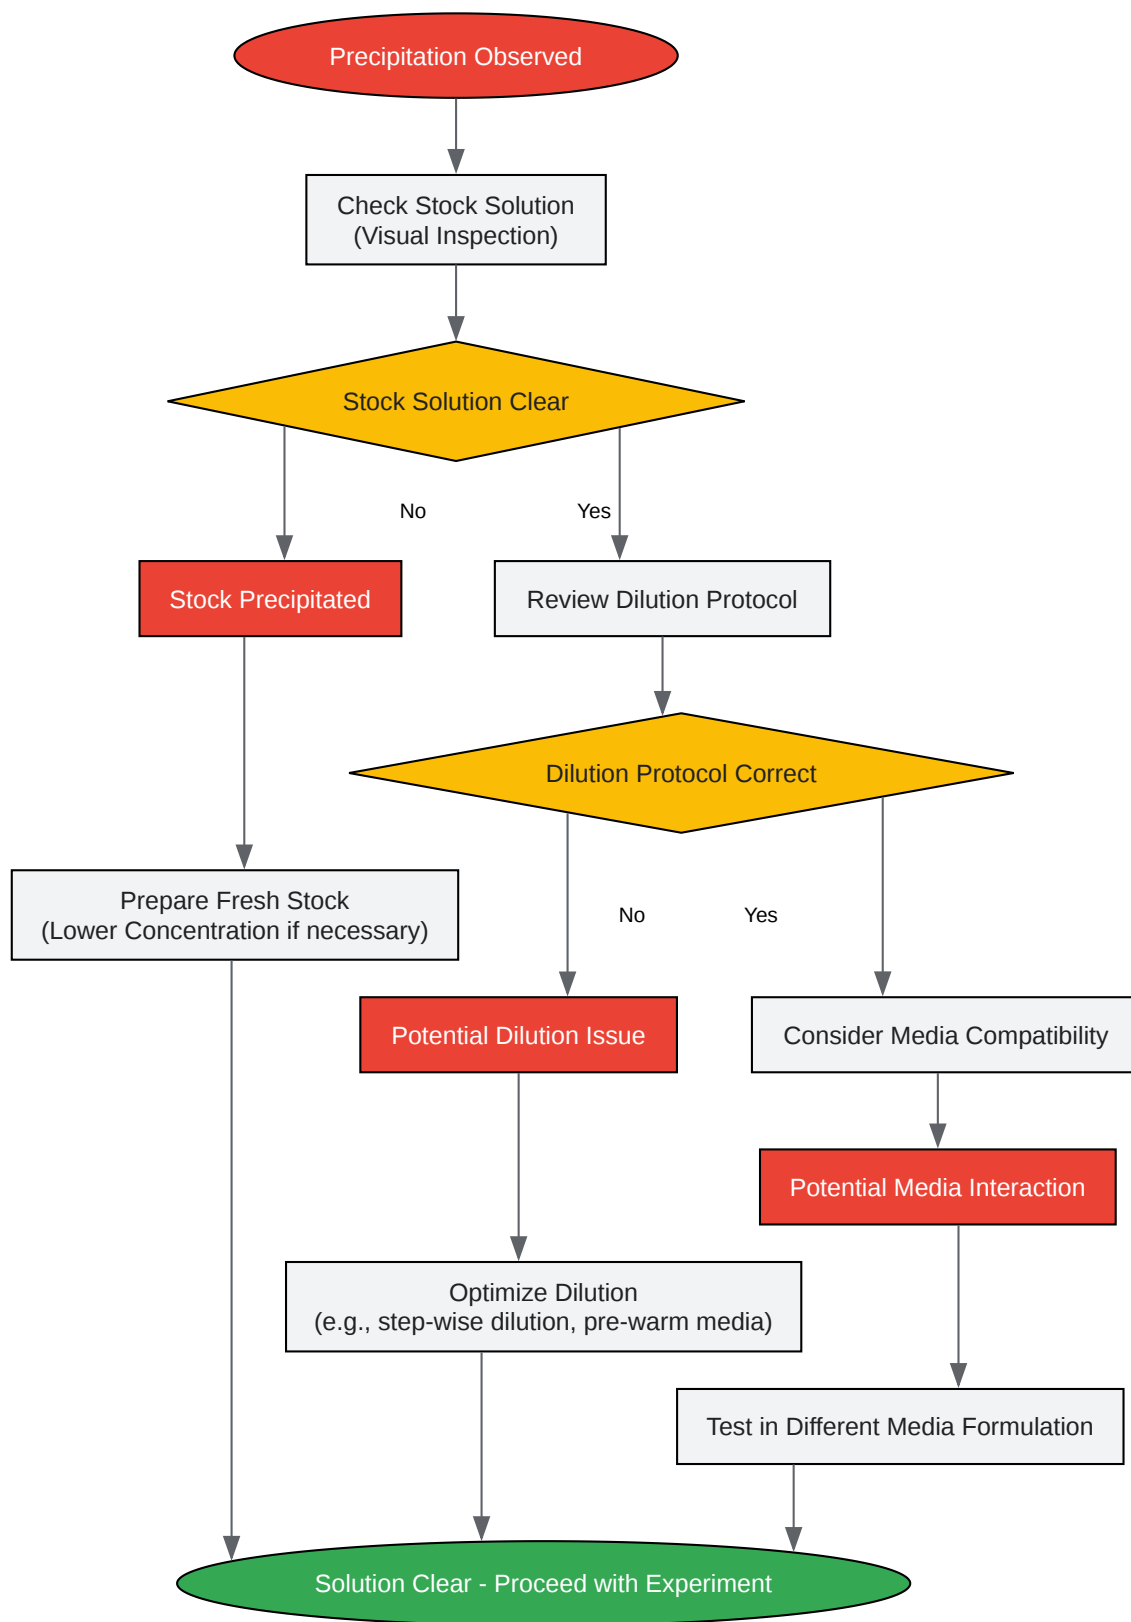 Precipitation Observed
Check Stock Solution
(Visual Inspection)
Stock Solution Clear
No
Yes
Stock Precipitated
Review Dilution Protocol
Dilution Protocol Correct
Prepare Fresh Stock
(Lower Concentration if necessary)
No
Yes
Potential Dilution Issue
Consider Media Compatibility
Potential Media Interaction
Optimize Dilution
(e.g., step-wise dilution, pre-warm media)
Test in Different Media Formulation
Solution Clear - Proceed with Experiment